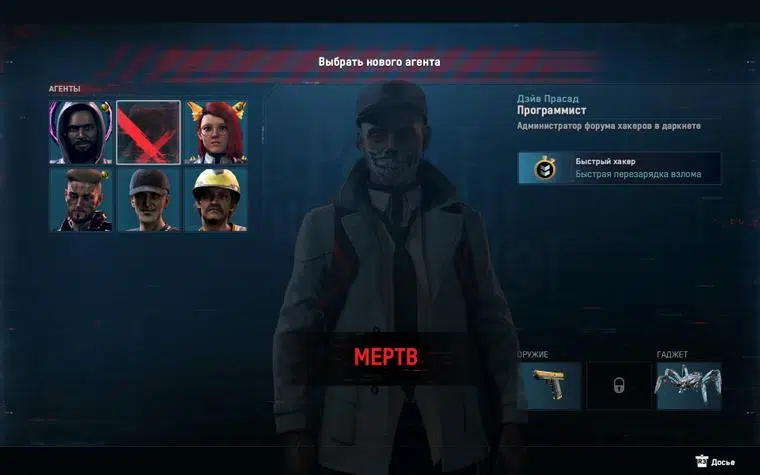 Выбрать нового агента
АГЕНТЫ
Дэйв Прасад
Программист
Администратор форума хакеров в даркнете
Быстрый хакер
Быстрая перезарядка взлома
МЕРТВ
ОРУЖИЕ
ГАДЖЕТ
R3 Досье